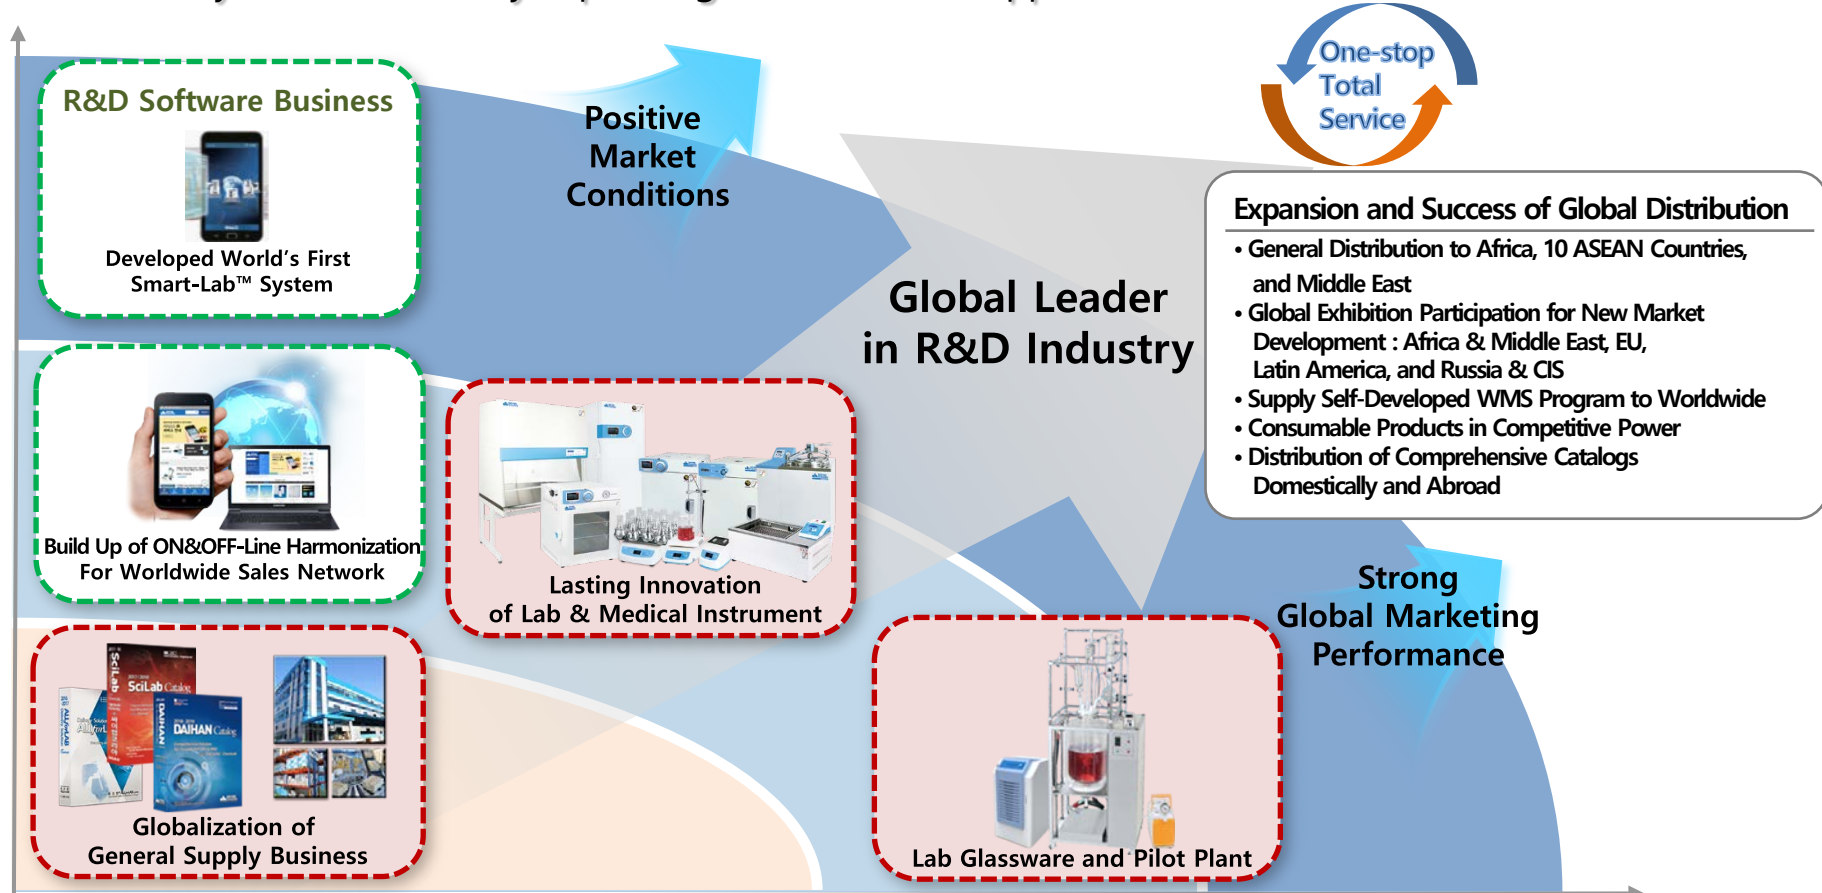 R&D Software Business
Developed World's First
Smart-Lab™ System
Positive
Market
Conditions
One-stop
Total
Service
Expansion and Success of Global Distribution
• General Distribution to Africa, 10 ASEAN Countries,
and Middle East
• Global Exhibition Participation for New Market
Development : Africa & Middle East, EU,
Latin America, and Russia & CIS
• Supply Self-Developed WMS Program to Worldwide
• Consumable Products in Competitive Power
• Distribution of Comprehensive Catalogs
Domestically and Abroad
Global Leader
in R&D Industry
Build Up of ON&OFF-Line Harmonization
For Worldwide Sales Network
Lasting Innovation
of Lab & Medical Instrument
Strong
Global Marketing
Performance
SciLab
SciLab Catalog
DAIHAN
DAIHAN Catalog
Globalization of
General Supply Business
Lab Glassware and Pilot Plant